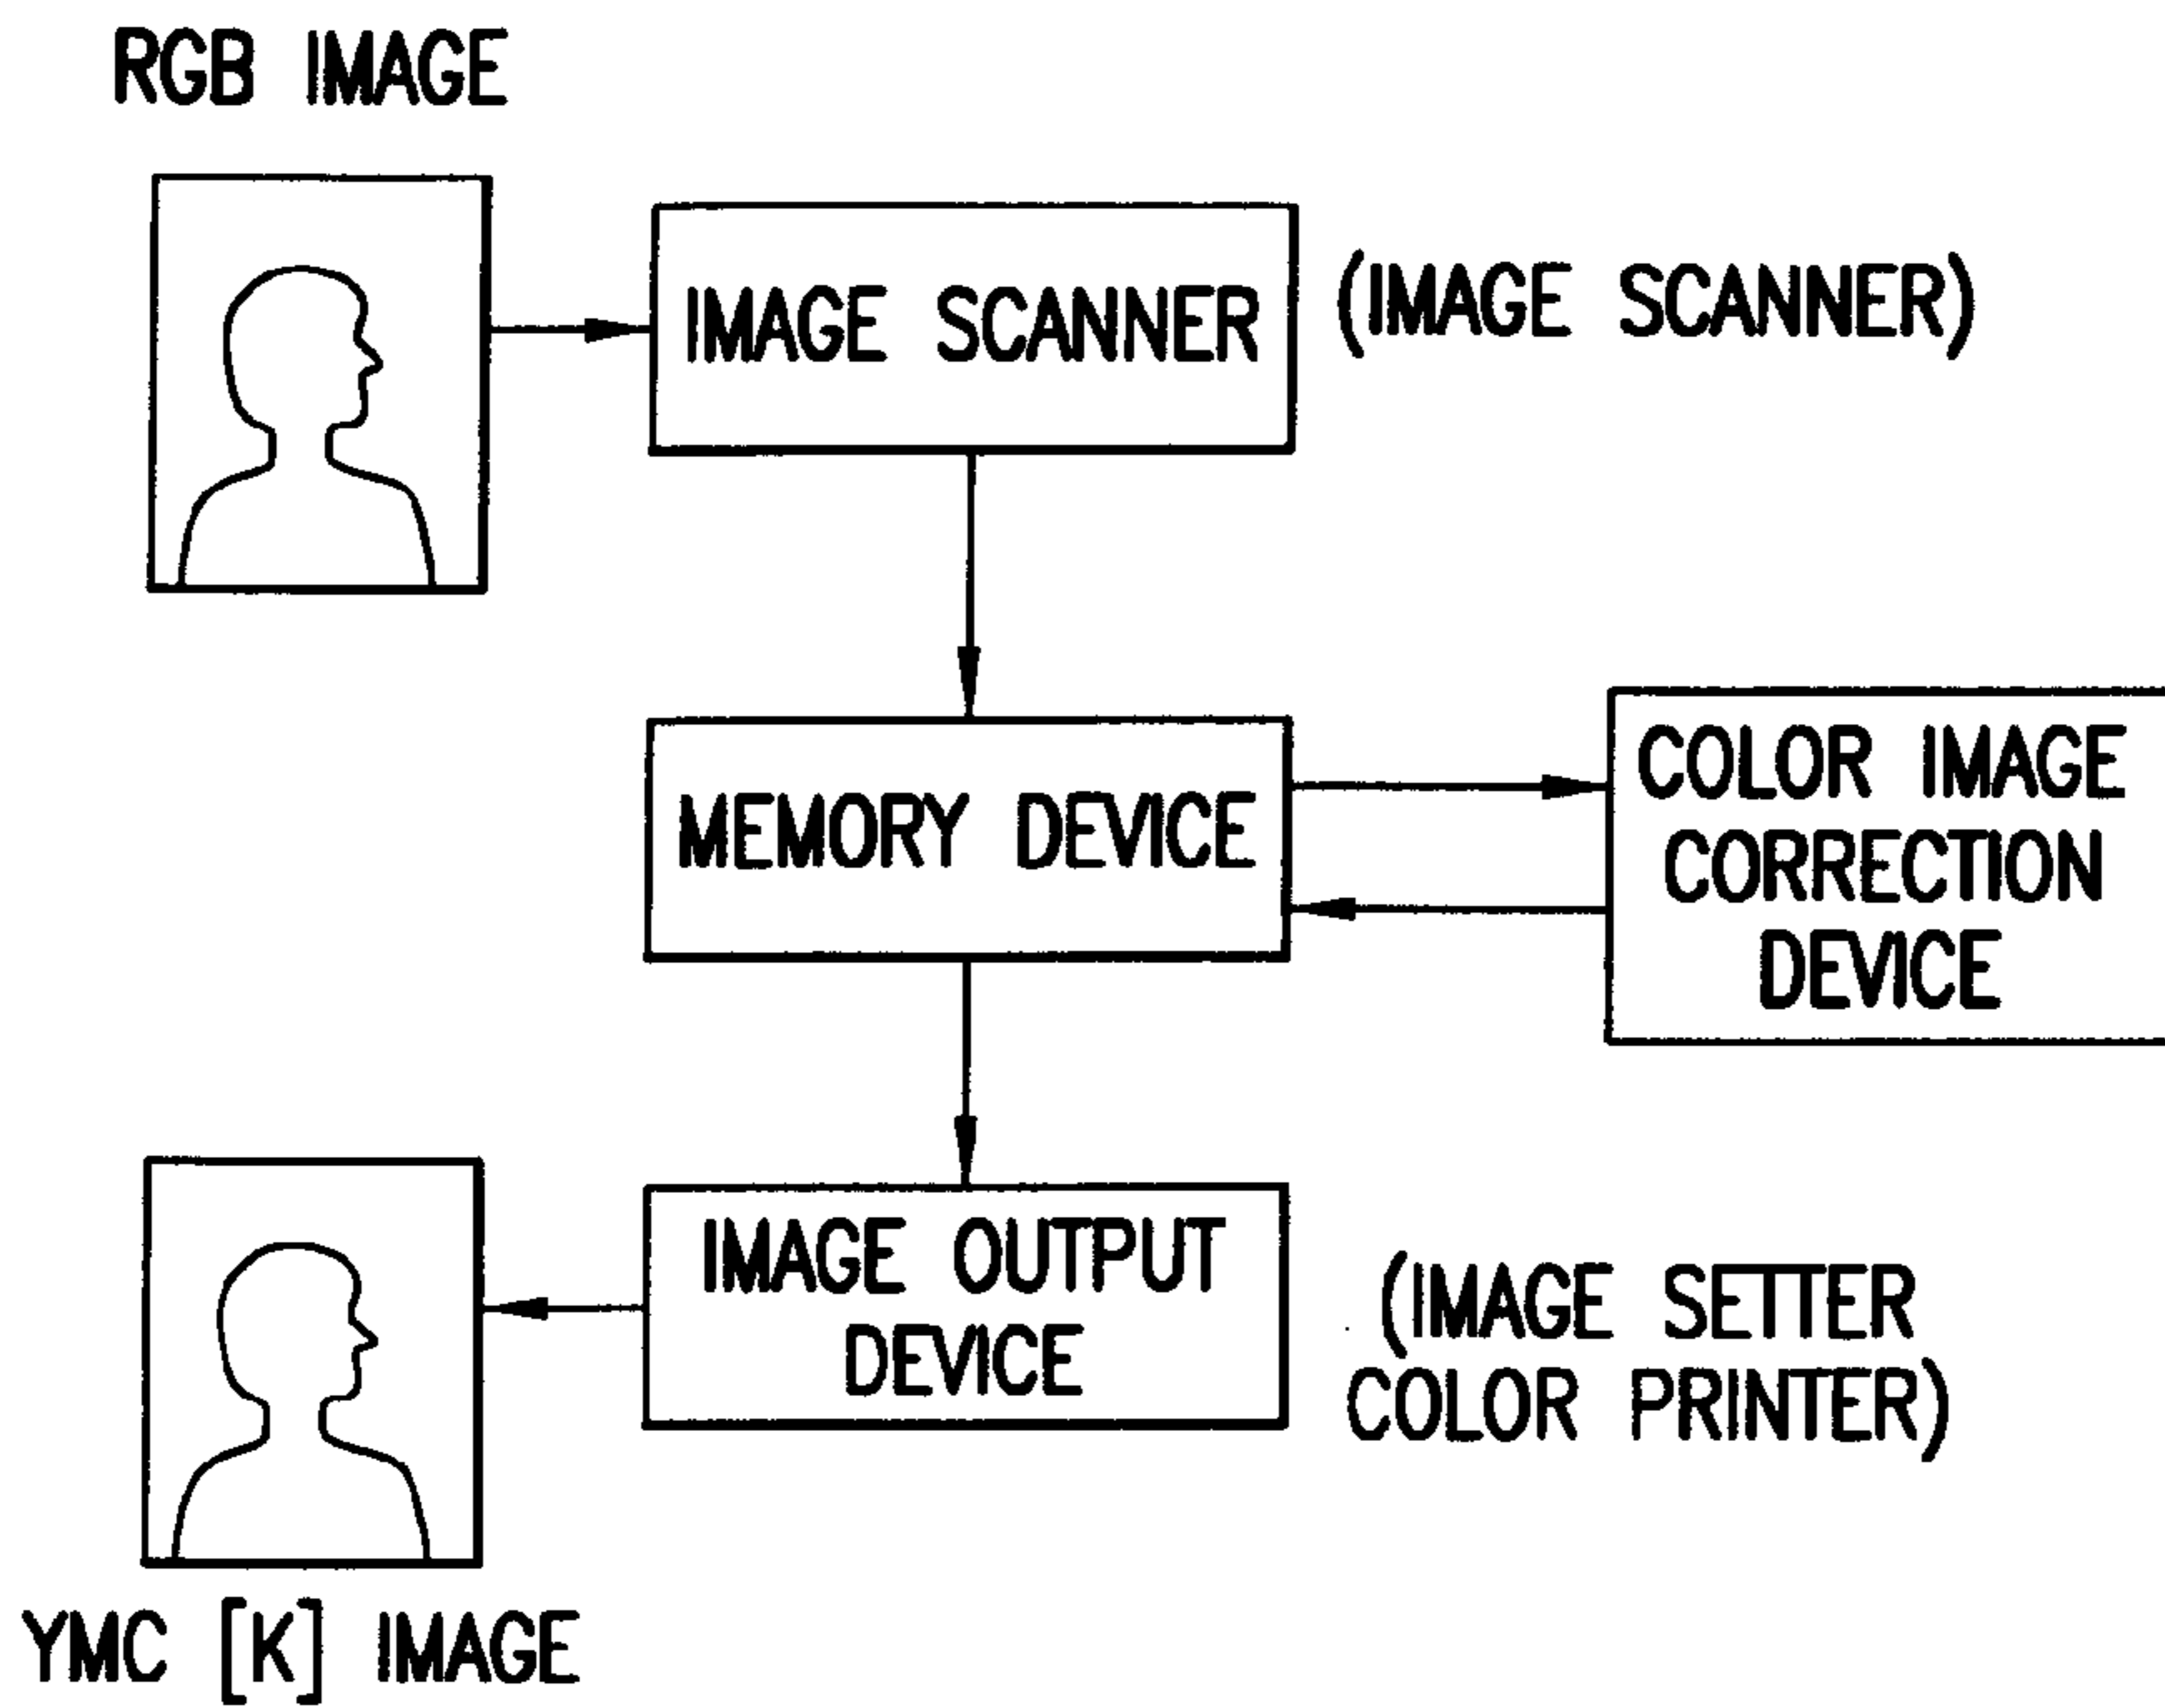 RGB IMAGE
IMAGE SCANNER
(IMAGE SCANNER)
MEMORY DEVICE
COLOR IMAGE
CORRECTION
DEVICE
IMAGE OUTPUT
DEVICE
(IMAGE SETTER
COLOR PRINTER)
YMC [K] IMAGE